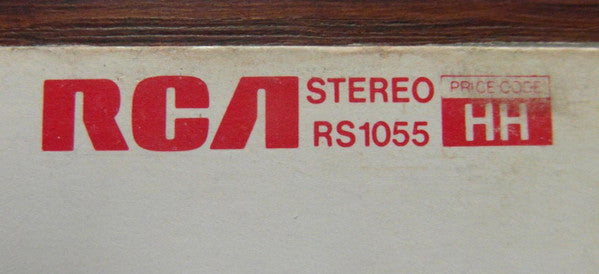 RCA
STEREO
RS1055
PRICE CODE
HH